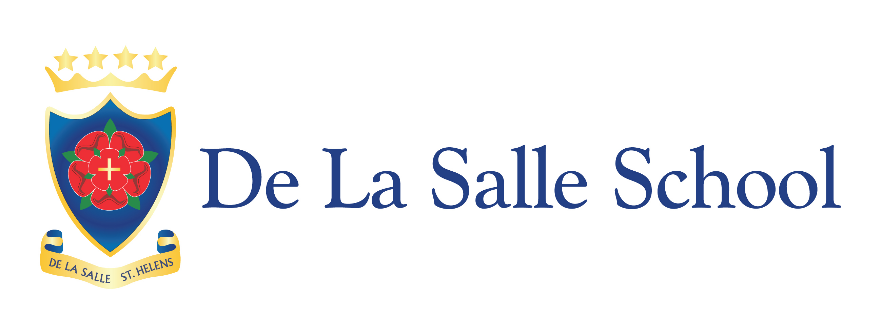 De La Salle School
DE LA SALLE ST. HELENS